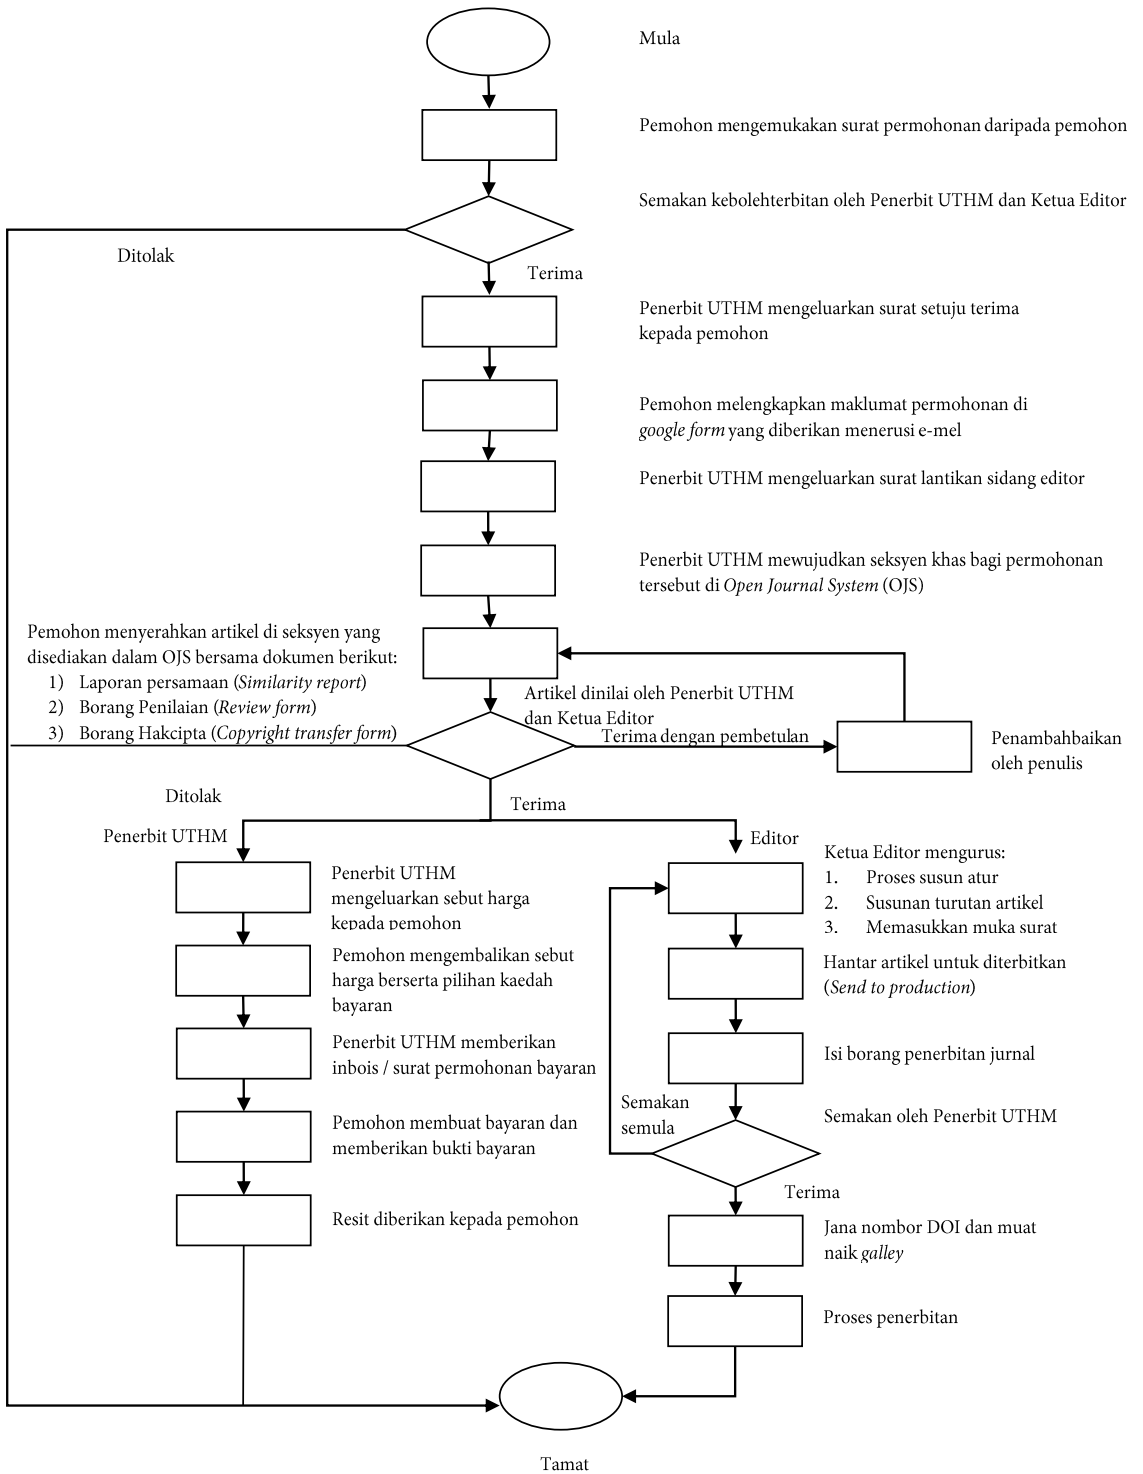 Mula
Pemohon mengemukakan surat permohonan daripada pemohon
Semakan kebolehterbitan oleh Penerbit UTHM dan Ketua Editor
Ditolak
Terima
Penerbit UTHM mengeluarkan surat setuju terima
kepada pemohon
Pemohon melengkapkan maklumat permohonan di
google form yang diberikan menerusi e-mel
Penerbit UTHM mengeluarkan surat lantikan sidang editor
Penerbit UTHM mewujudkan seksyen khas bagi permohonan
tersebut di Open Journal System (OJS)
Pemohon menyerahkan artikel di seksyen yang
disediakan dalam OJS bersama dokumen berikut:
1) Laporan persamaan (Similarity report)
2) Borang Penilaian (Review form)
3) Borang Hakcipta (Copyright transfer form)
Artikel dinilai oleh Penerbit UTHM
dan Ketua Editor
Terima dengan pembetulan
Penambahbaikan
oleh penulis
Ditolak
Terima
Penerbit UTHM
Editor
Penerbit UTHM
mengeluarkan sebut harga
kepada pemohon
Pemohon mengembalikan sebut
harga berserta pilihan kaedah
bayaran
Penerbit UTHM memberikan
inbois / surat permohonan bayaran
Pemohon membuat bayaran dan
memberikan bukti bayaran
Resit diberikan kepada pemohon
Ketua Editor mengurus:
1. Proses susun atur
2. Susunan turutan artikel
3. Memasukkan muka surat
Hantar artikel untuk diterbitkan
(Send to production)
Isi borang penerbitan jurnal
Semakan
semula
Semakan oleh Penerbit UTHM
Terima
Jana nombor DOI dan muat
naik galley
Proses penerbitan
Tamat